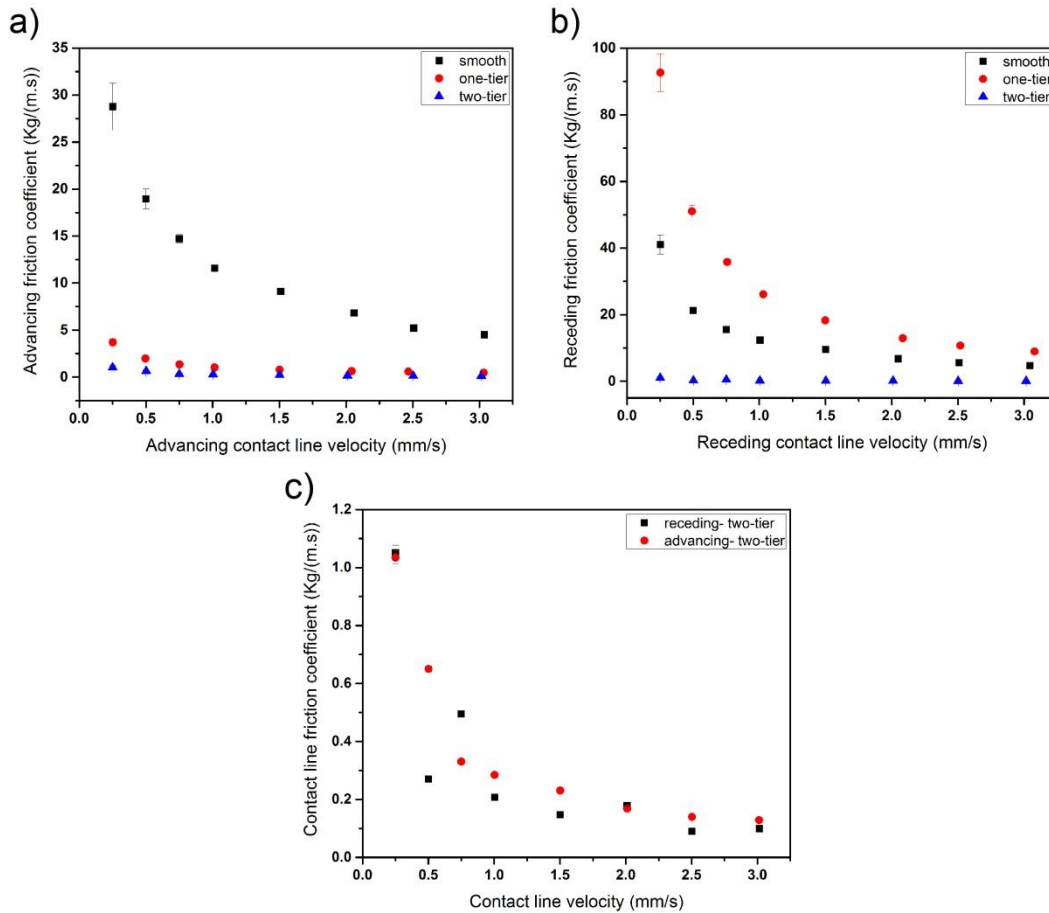 a)
35
30
25
20
15
10
5
0
Advancing friction coefficient (Kg/(m.s))
smooth
one-tier
two-tier
0.0 0.5 1.0 1.5 2.0 2.5 3.0
Advancing contact line velocity (mm/s)
b)
100
80
60
40
20
0
Receding friction coefficient (Kg/(m.s))
smooth
one-tier
two-tier
0.0 0.5 1.0 1.5 2.0 2.5 3.0
Receding contact line velocity (mm/s)
c)
1.2
1.0
0.8
0.6
0.4
0.2
0.0
Contact line friction coefficient (Kg/(m.s))
receding- two-tier
advancing- two-tier
0.0 0.5 1.0 1.5 2.0 2.5 3.0
Contact line velocity (mm/s)